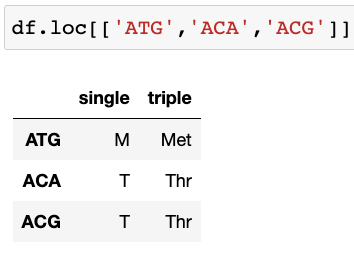 df.loc[['ATG','ACA','ACG']]
single triple
ATG M Met
ACA T Thr
ACG T Thr